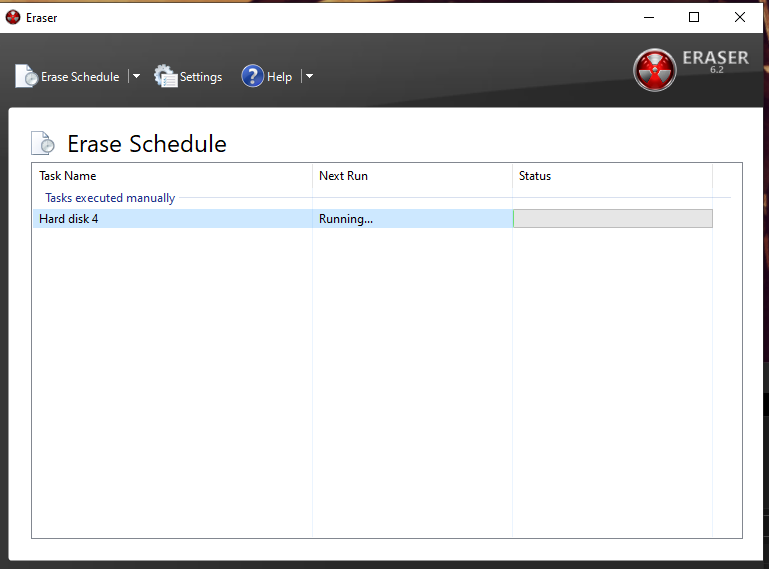 Eraser
Erase Schedule
Settings
Help
ERASER
6.2
Erase Schedule
Task Name Next Run Status
Tasks executed manually
Hard disk 4 Running...